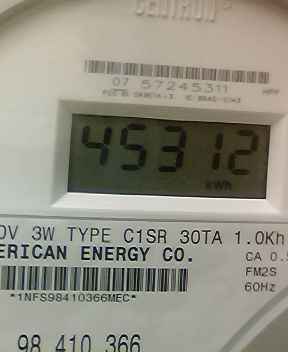 CENTRON®
07 57245311
45312
kWh
0V 3W TYPE C1SR 30TA 1.0Kh
ERICAN ENERGY CO.
CA 0.
FM2S
60Hz
*1NFS98410366MEC*
98 410 366